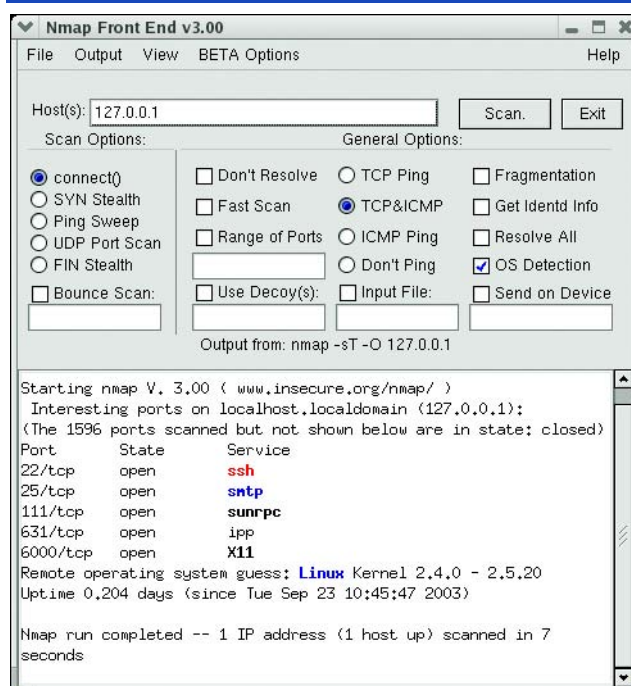 Nmap Front End v3.00
File Output View BETA Options Help
Host(s): 127.0.0.1 Scan. Exit
Scan Options: General Options:
connect() Don't Resolve TCP Ping Fragmentation
SYN Stealth Fast Scan TCP&ICMP Get Identd Info
Ping Sweep Range of Ports ICMP Ping Resolve All
UDP Port Scan
FIN Stealth Don't Ping OS Detection
Bounce Scan: Use Decoy(s): Input File: Send on Device
Output from: nmap -sT -O 127.0.0.1
Starting nmap V. 3.00 ( www.insecure.org/nmap/ )
Interesting ports on localhost.localdomain (127.0.0.1):
(The 1596 ports scanned but not shown below are in state: closed)
Port State Service
22/tcp open ssh
25/tcp open smtp
111/tcp open sunrpc
631/tcp open ipp
6000/tcp open X11
Remote operating system guess: Linux Kernel 2.4.0 - 2.5.20
Uptime 0.204 days (since Tue Sep 23 10:45:47 2003)
Nmap run completed -- 1 IP address (1 host up) scanned in 7
seconds